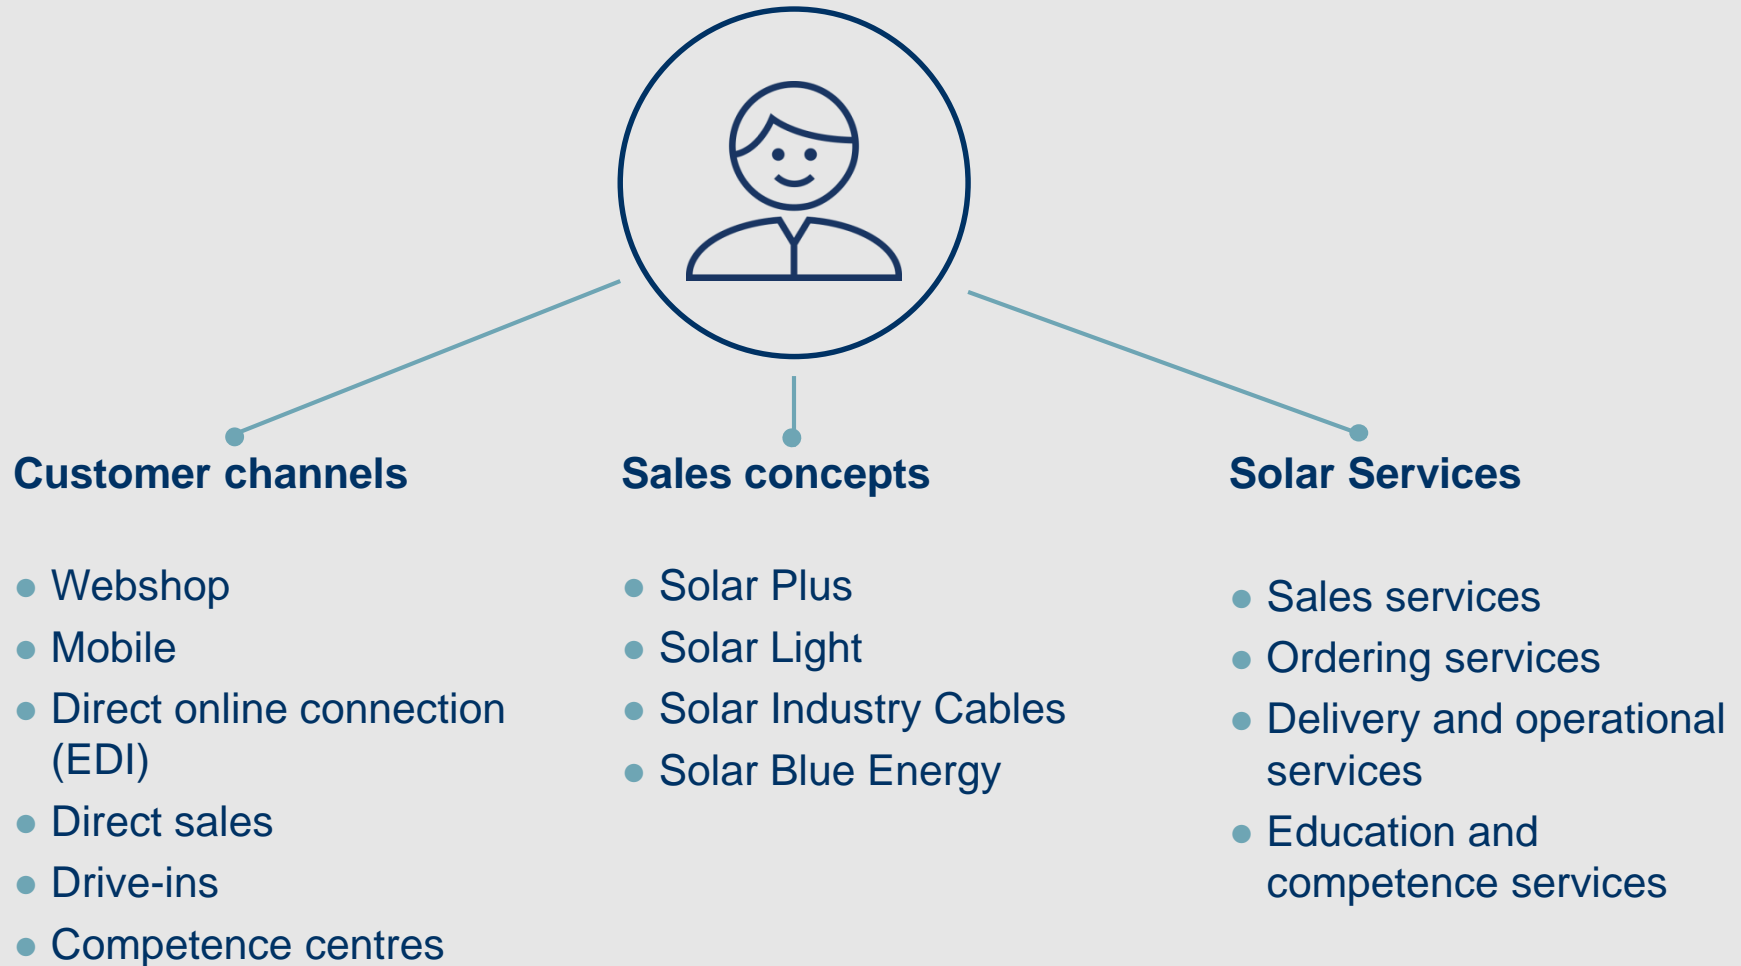 Customer channels
Webshop
Mobile
Direct online connection
(EDI)
Direct sales
Drive-ins
Competence centres
Sales concepts
Solar Plus
Solar Light
Solar Industry Cables
Solar Blue Energy
Solar Services
Sales services
Ordering services
Delivery and operational
services
Education and
competence services